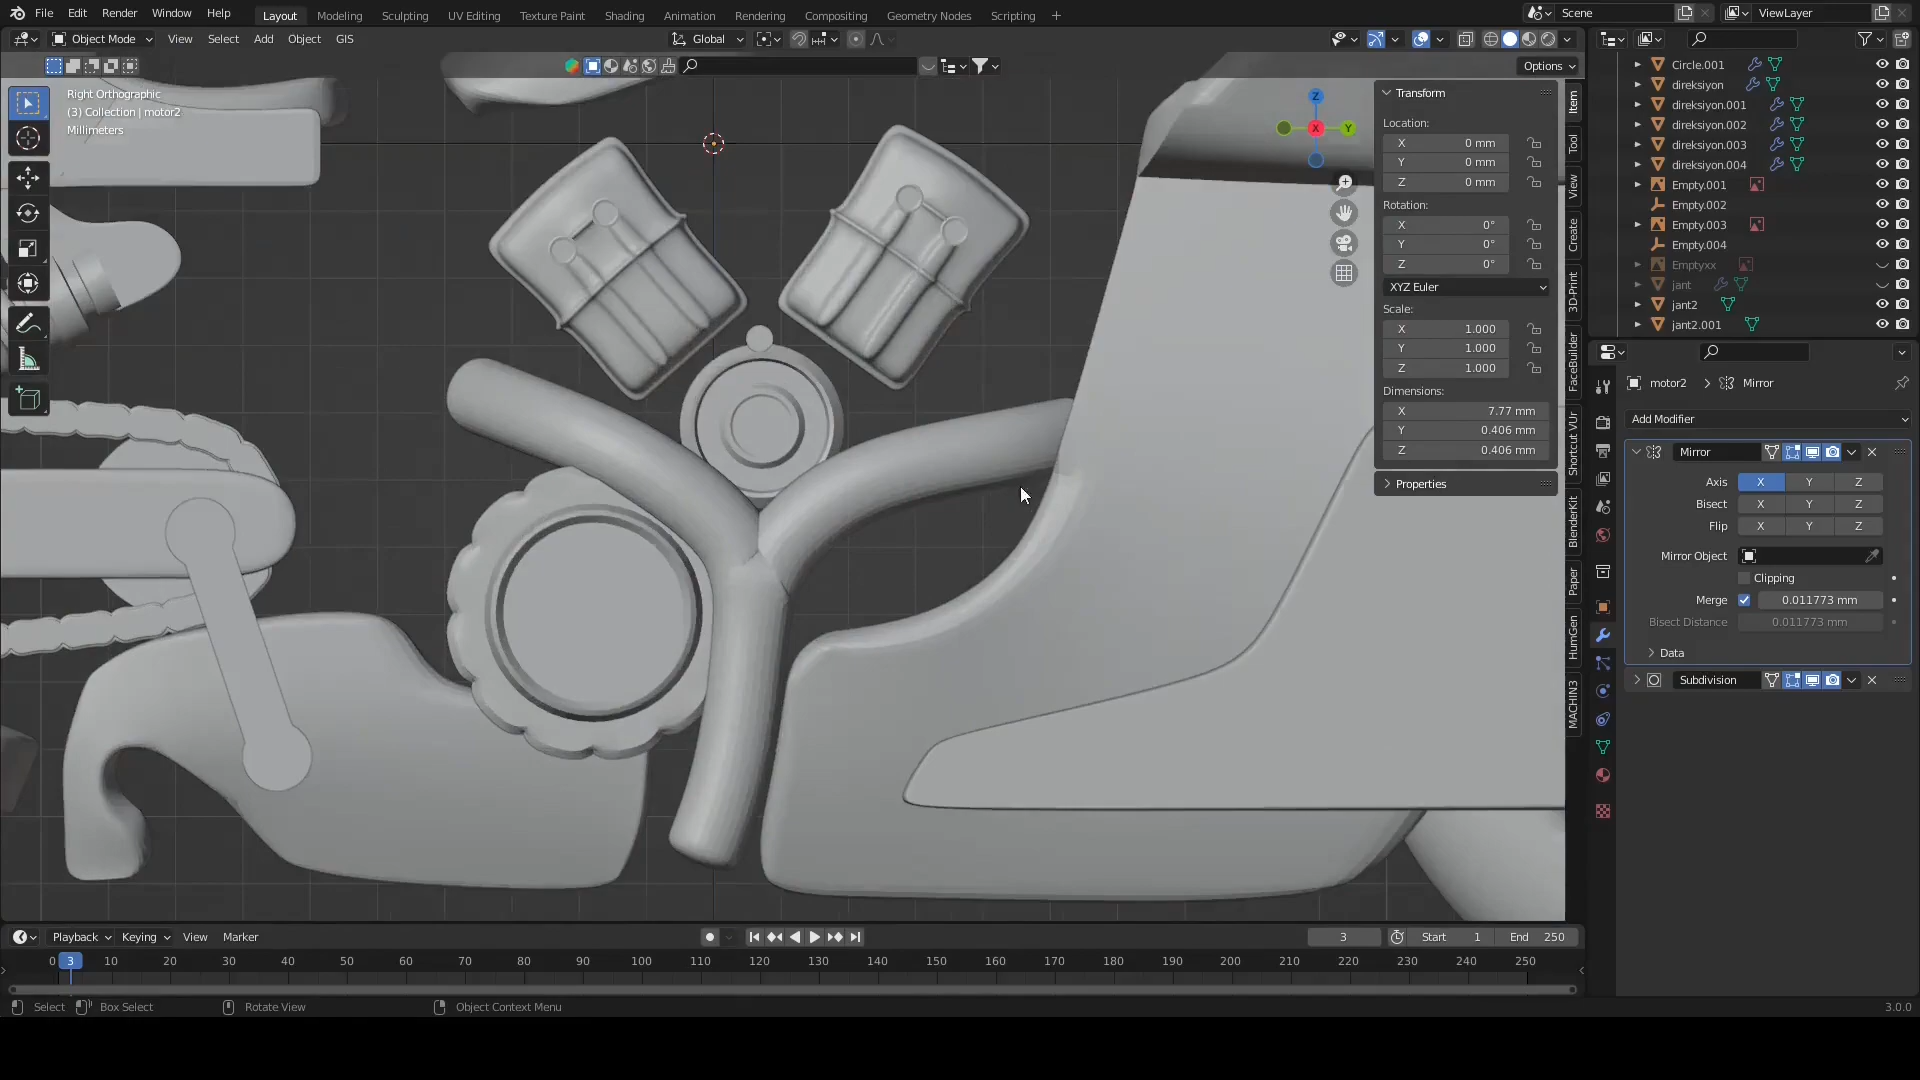 File Edit Render Window Help Layout Modeling Sculpting UV Editing Texture Paint Shading Animation Rendering Compositing Geometry Nodes Scripting + Scene ViewLayer
Object Mode View Select Add Object GIS Global
Options
Right Orthographic
(3) Collection | motor2
Millimeters
Z
X
Y
Transform
Location:
X 0 mm
Y 0 mm
Z 0 mm
Rotation:
X 0°
Y 0°
Z 0°
XYZ Euler
Scale:
X 1.000
Y 1.000
Z 1.000
Dimensions:
X 7.77 mm
Y 0.406 mm
Z 0.406 mm
Properties
Item
Tool
View
Create
3D-Print
FaceBuilder
Shortcut VUr
BlenderKit
Paper
HumGen
MACHIN3
Circle.001
direksiyon
direksiyon.001
direksiyon.002
direksiyon.003
direksiyon.004
Empty.001
Empty.002
Empty.003
Empty.004
Emptyxx
jant
jant2
jant2.001
motor2 > Mirror
Add Modifier
Mirror
Axis X Y Z
Bisect X Y Z
Flip X Y Z
Mirror Object
Clipping
Merge 0.011773 mm
Bisect Distance 0.011773 mm
Data
Subdivision
Playback Keying View Marker 3 Start 1 End 250
0 3 10 20 30 40 50 60 70 80 90 100 110 120 130 140 150 160 170 180 190 200 210 220 230 240 250
Select Box Select Rotate View Object Context Menu 3.0.0